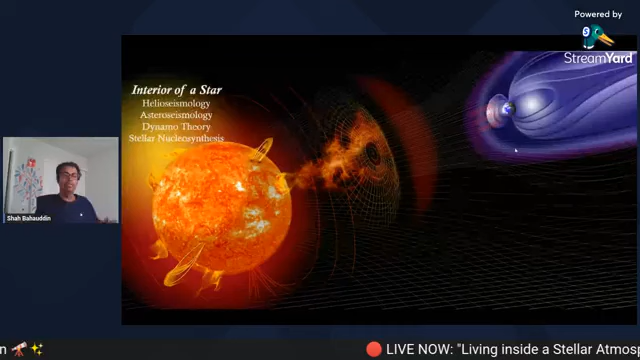 Powered by
StreamYard
Interior of a Star
Helioseismology
Asteroseismology
Dynamo Theory
Stellar Nucleosynthesis
Shah Bahauddin
n 🔭✨
🔴 LIVE NOW: "Living inside a Stellar Atmosp